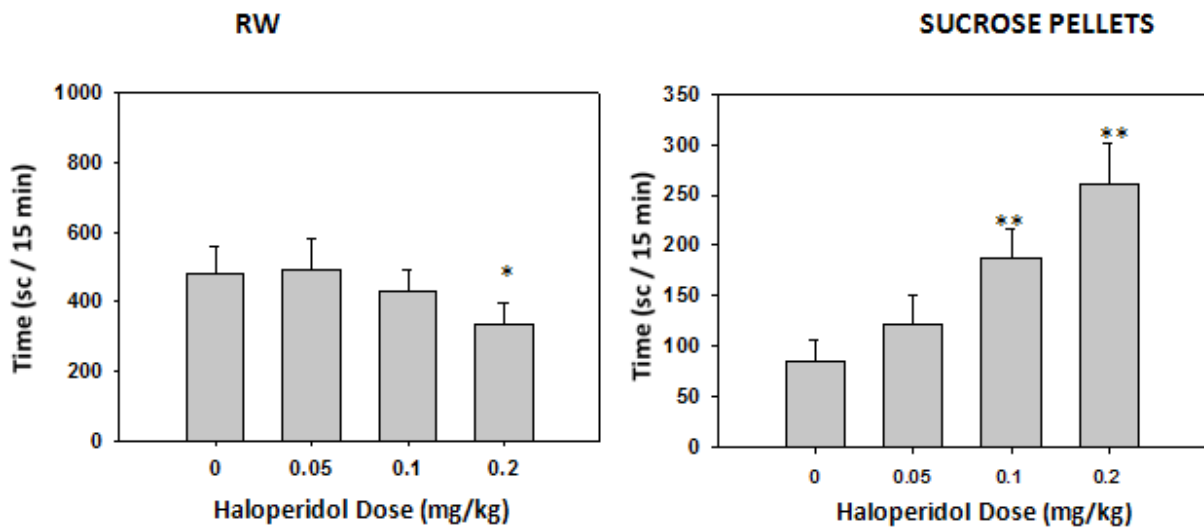 RW
SUCROSE PELLETS
1000
800
600
400
200
0
Time (sc / 15 min)
*
0 0.05 0.1 0.2
Haloperidol Dose (mg/kg)
350
300
250
200
150
100
50
0
Time (sc / 15 min)
**
**
0 0.05 0.1 0.2
Haloperidol Dose (mg/kg)